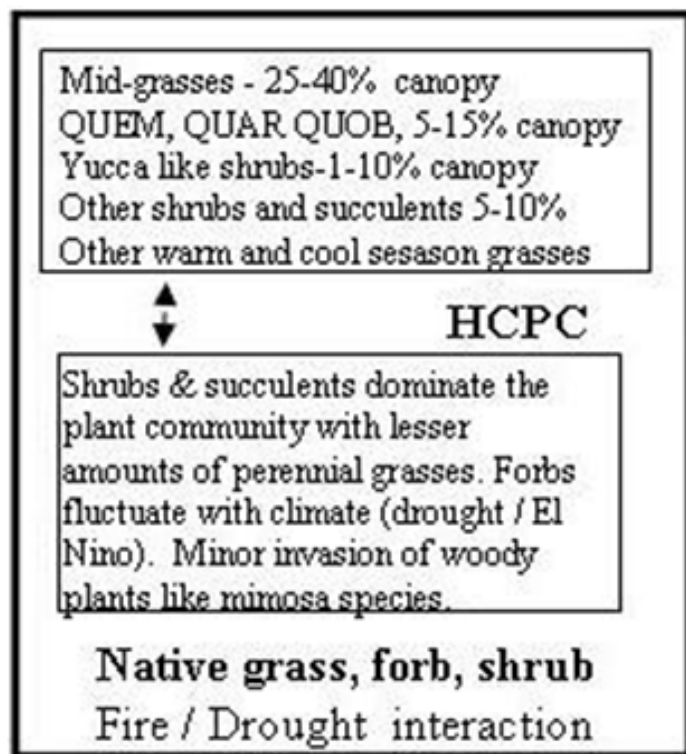 Mid-grasses - 25-40% canopy
QUEM, QUAR QUOB, 5-15% canopy
Yucca like shrubs-1-10% canopy
Other shrubs and succulents 5-10%
Other warm and cool sesason grasses
HCPC
Shrubs & succulents dominate the
plant community with lesser
amounts of perennial grasses. Forbs
fluctuate with climate (drought / El
Nino). Minor invasion of woody
plants like mimosa species.
Native grass, forb, shrub
Fire / Drought interaction